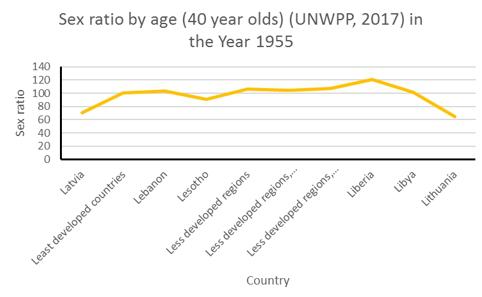 Sex ratio by age (40 year olds) (UNWPP, 2017) in
the Year 1955
140
120
100
80
60
40
20
0
Sex ratio
Latvia
Least developed countries
Lebanon
Lesotho
Less developed regions
Less developed regions,...
Less developed regions,...
Liberia
Libya
Lithuania
Country